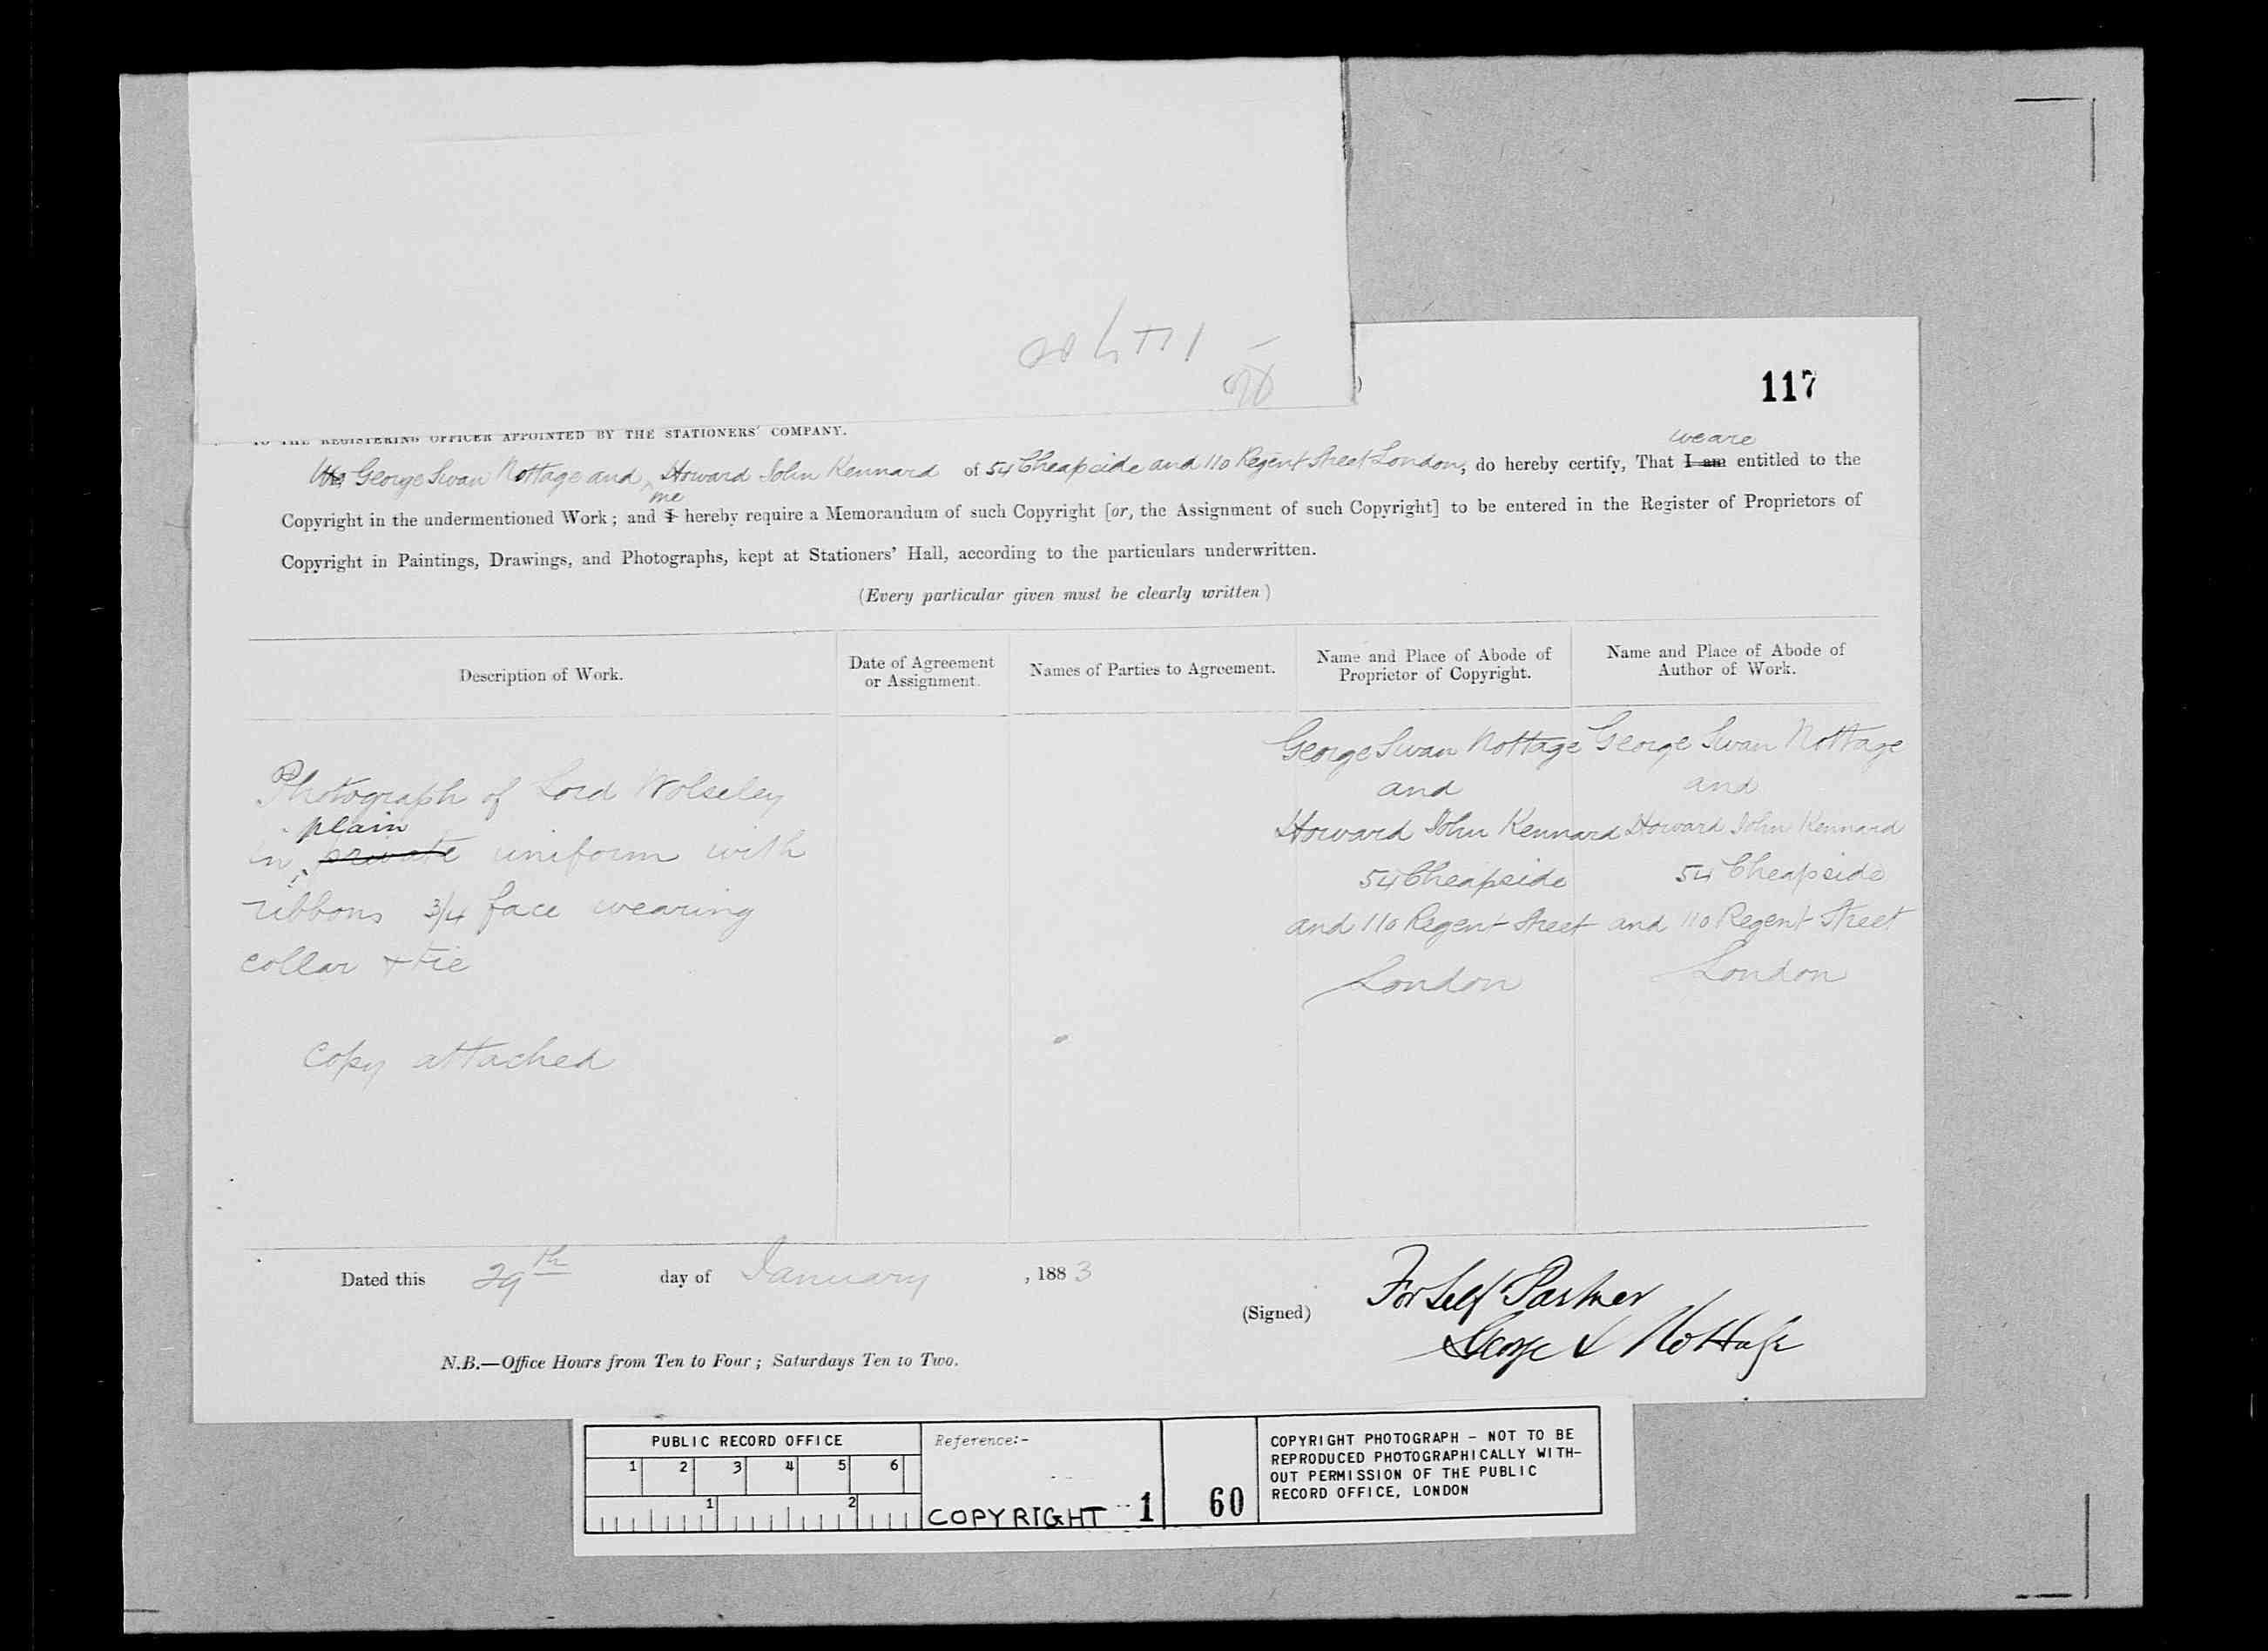 117
TO THE REGISTERING OFFICER APPOINTED BY THE STATIONERS' COMPANY.
we are
We George Swan Nottage and Howard John Kennard of 54 Cheapside and 110 Regent Street London, do hereby certify, That I am entitled to the
Copyright in the undermentioned Work; and I hereby require a Memorandum of such Copyright [or, the Assignment of such Copyright] to be entered in the Register of Proprietors of
Copyright in Paintings, Drawings, and Photographs, kept at Stationers' Hall, according to the particulars underwritten.
(Every particular given must be clearly written)
Description of Work.
Photograph of Lord Wolseley
plain
in private uniform with
ribbons 3/4 face wearing
collar & tie
Copy attached
Date of Agreement
or Assignment.
Names of Parties to Agreement.
Name and Place of Abode of
Proprietor of Copyright.
George Swan Nottage
and
Howard John Kennard
54 Cheapside
and 110 Regent Street
London
Name and Place of Abode of
Author of Work.
George Swan Nottage
and
Howard John Kennard
54 Cheapside
and 110 Regent Street
London
Dated this 29th day of January, 1883
(Signed) For Self & Partner
George S Nottage
N.B.—Office Hours from Ten to Four; Saturdays Ten to Two.
PUBLIC RECORD OFFICE
1 2 3 4 5 6
1 2
Reference:-
COPYRIGHT 1 60
COPYRIGHT PHOTOGRAPH - NOT TO BE
REPRODUCED PHOTOGRAPHICALLY WITH-
OUT PERMISSION OF THE PUBLIC
RECORD OFFICE, LONDON